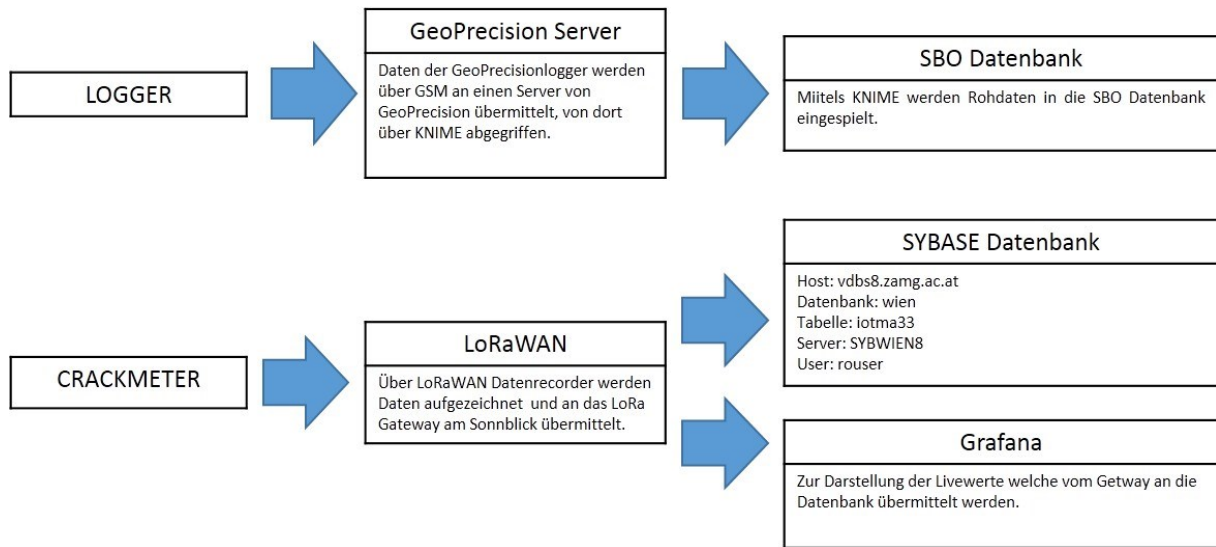 LOGGER
GeoPrecision Server
Daten der GeoPrecisionlogger werden
über GSM an einen Server von
GeoPrecision übermittelt, von dort
über KNIME abgegriffen.
SBO Datenbank
Miitels KNIME werden Rohdaten in die SBO Datenbank
eingespielt.
CRACKMETER
LoRaWAN
Über LoRaWAN Datenrecorder werden
Daten aufgezeichnet und an das LoRa
Gateway am Sonnblick übermittelt.
SYBASE Datenbank
Host: vdbs8.zamg.ac.at
Datenbank: wien
Tabelle: iotma33
Server: SYBWIEN8
User: rouser
Grafana
Zur Darstellung der Livewerte welche vom Getway an die
Datenbank übermittelt werden.